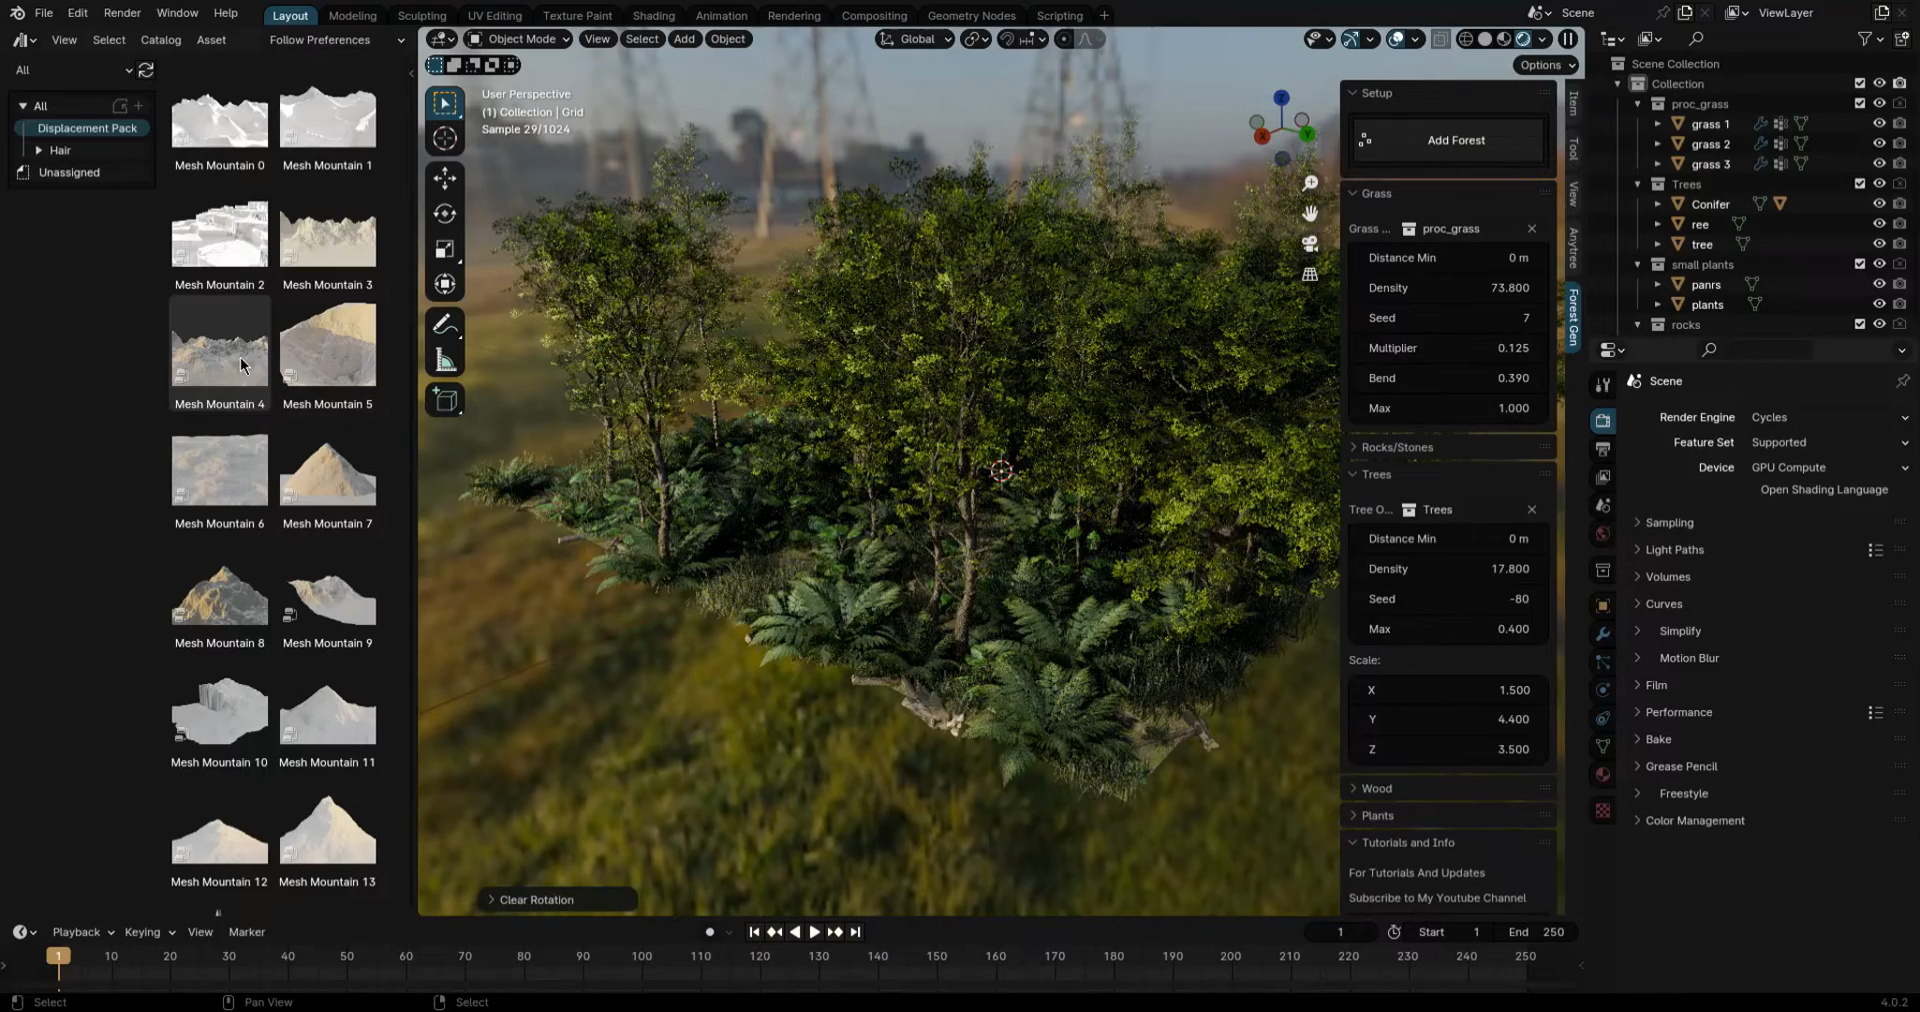 File Edit Render Window Help
Layout Modeling Sculpting UV Editing Texture Paint Shading Animation Rendering Compositing Geometry Nodes Scripting +
Scene
ViewLayer
View Select Catalog Asset Follow Preferences
Object Mode View Select Add Object
Global
Options
All
All
Displacement Pack
Hair
Unassigned
Mesh Mountain 0 Mesh Mountain 1
Mesh Mountain 2 Mesh Mountain 3
Mesh Mountain 4 Mesh Mountain 5
Mesh Mountain 6 Mesh Mountain 7
Mesh Mountain 8 Mesh Mountain 9
Mesh Mountain 10 Mesh Mountain 11
Mesh Mountain 12 Mesh Mountain 13
User Perspective
(1) Collection | Grid
Sample 29/1024
Z
X
Y
Clear Rotation
Setup
Add Forest
Grass
Grass ... proc_grass
Distance Min 0 m
Density 73.800
Seed 7
Multiplier 0.125
Bend 0.390
Max 1.000
Rocks/Stones
Trees
Tree O... Trees
Distance Min 0 m
Density 17.800
Seed -80
Max 0.400
Scale:
X 1.500
Y 4.400
Z 3.500
Wood
Plants
Tutorials and Info
For Tutorials And Updates
Subscribe to My Youtube Channel
Item
Tool
View
Anytree
Forest Gen
Scene Collection
Collection
proc_grass
grass 1
grass 2
grass 3
Trees
Conifer
ree
tree
small plants
panrs
plants
rocks
Scene
Render Engine Cycles
Feature Set Supported
Device GPU Compute
Open Shading Language
Sampling
Light Paths
Volumes
Curves
Simplify
Motion Blur
Film
Performance
Bake
Grease Pencil
Freestyle
Color Management
Playback Keying View Marker
1 Start 1 End 250
1 10 20 30 40 50 60 70 80 90 100 110 120 130 140 150 160 170 180 190 200 210 220 230 240 250
Select Pan View Select 4.0.2